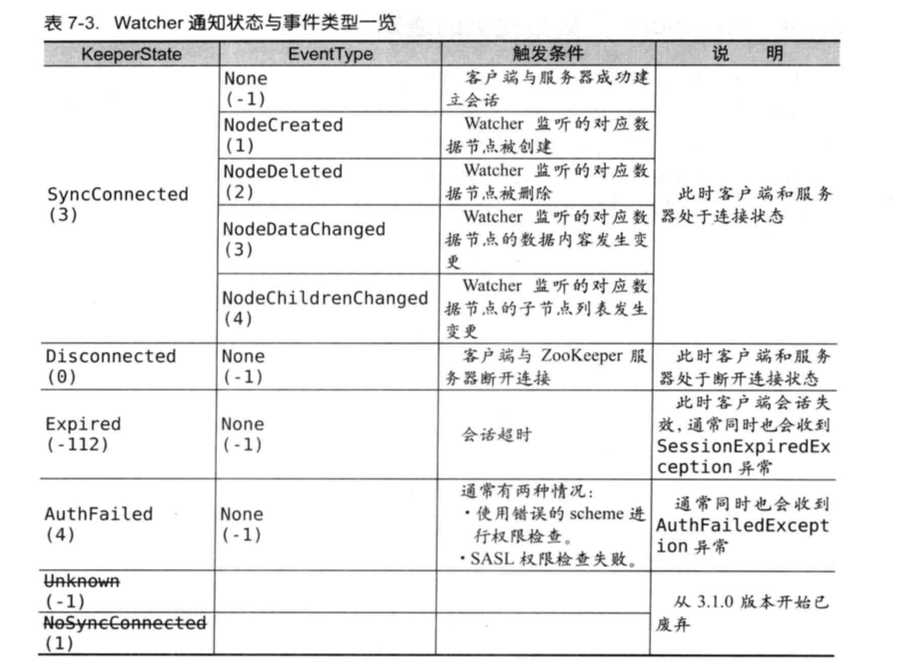 表 7-3. Watcher 通知状态与事件类型一览
KeeperState EventType 触发条件 说 明
SyncConnected
(3)
None
(-1)
客户端与服务器成功建
立会话
NodeCreated
(1)
Watcher 监听的对应数
据节点被创建
NodeDeleted
(2)
Watcher 监听的对应数
据节点被删除
NodeDataChanged
(3)
Watcher 监听的对应数
据节点的数据内容发生变
更
NodeChildrenChanged
(4)
Watcher 监听的对应数
据节点的子节点列表发生
变更
此时客户端和服务
器处于连接状态
Disconnected
(0)
None
(-1)
客户端与 ZooKeeper 服
务器断开连接
此时客户端和服务
器处于断开连接状态
Expired
(-112)
None
(-1)
会话超时
此时客户端会话失
效,通常同时也会收到
SessionExpiredEx
ception 异常
AuthFailed
(4)
None
(-1)
通常有两种情况:
·使用错误的 scheme 进
行权限检查。
·SASL 权限检查失败。
通常同时也会收到
AuthFailedExcept
ion 异常
Unknown
(-1)
NoSyncConnected
(1)
从 3.1.0 版本开始已
废弃